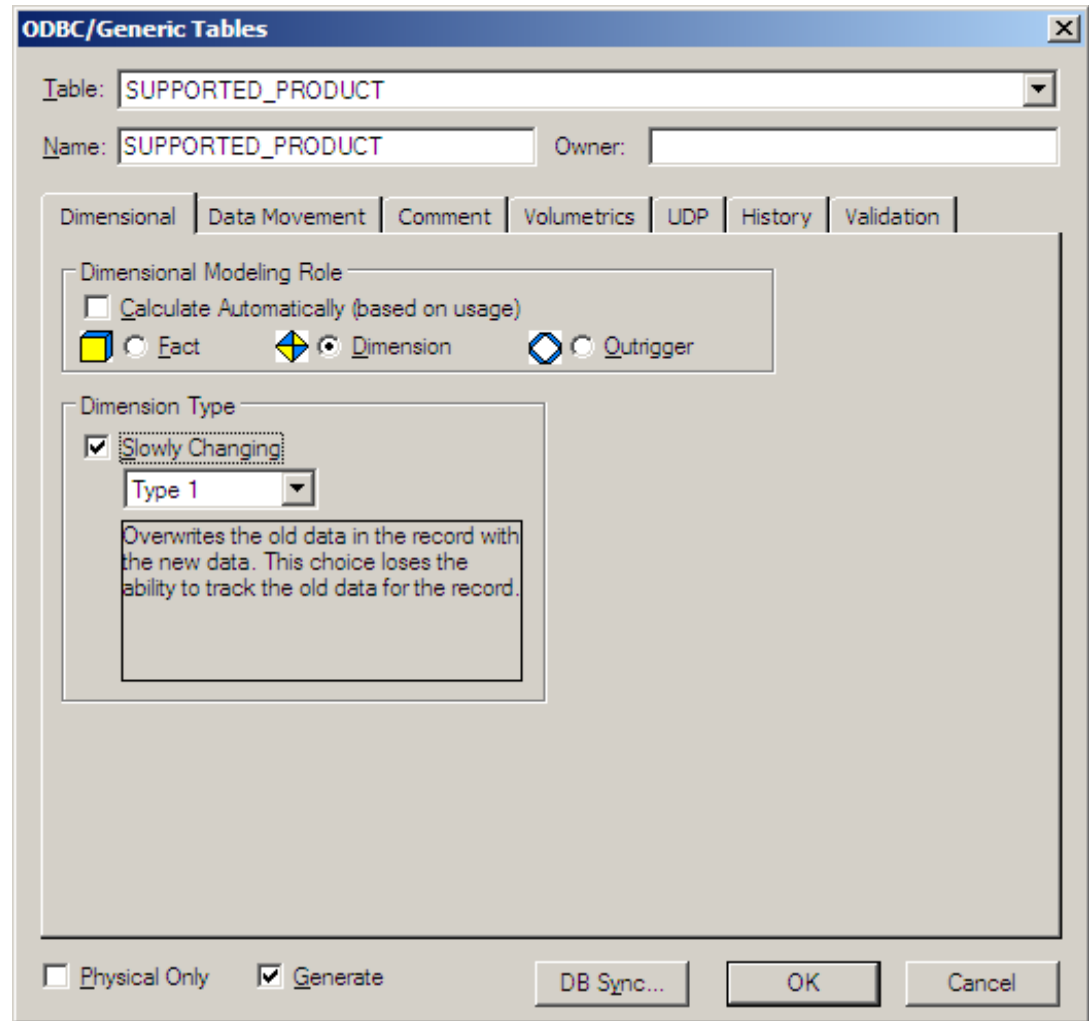 ODBC/Generic Tables
Table: SUPPORTED_PRODUCT
Name: SUPPORTED_PRODUCT Owner:
Dimensional Data Movement Comment Volumetrics UDP History Validation
Dimensional Modeling Role
Calculate Automatically (based on usage)
Fact Dimension Outrigger
Dimension Type
Slowly Changing
Type 1
Overwrites the old data in the record with
the new data. This choice loses the
ability to track the old data for the record.
Physical Only Generate DB Sync... OK Cancel